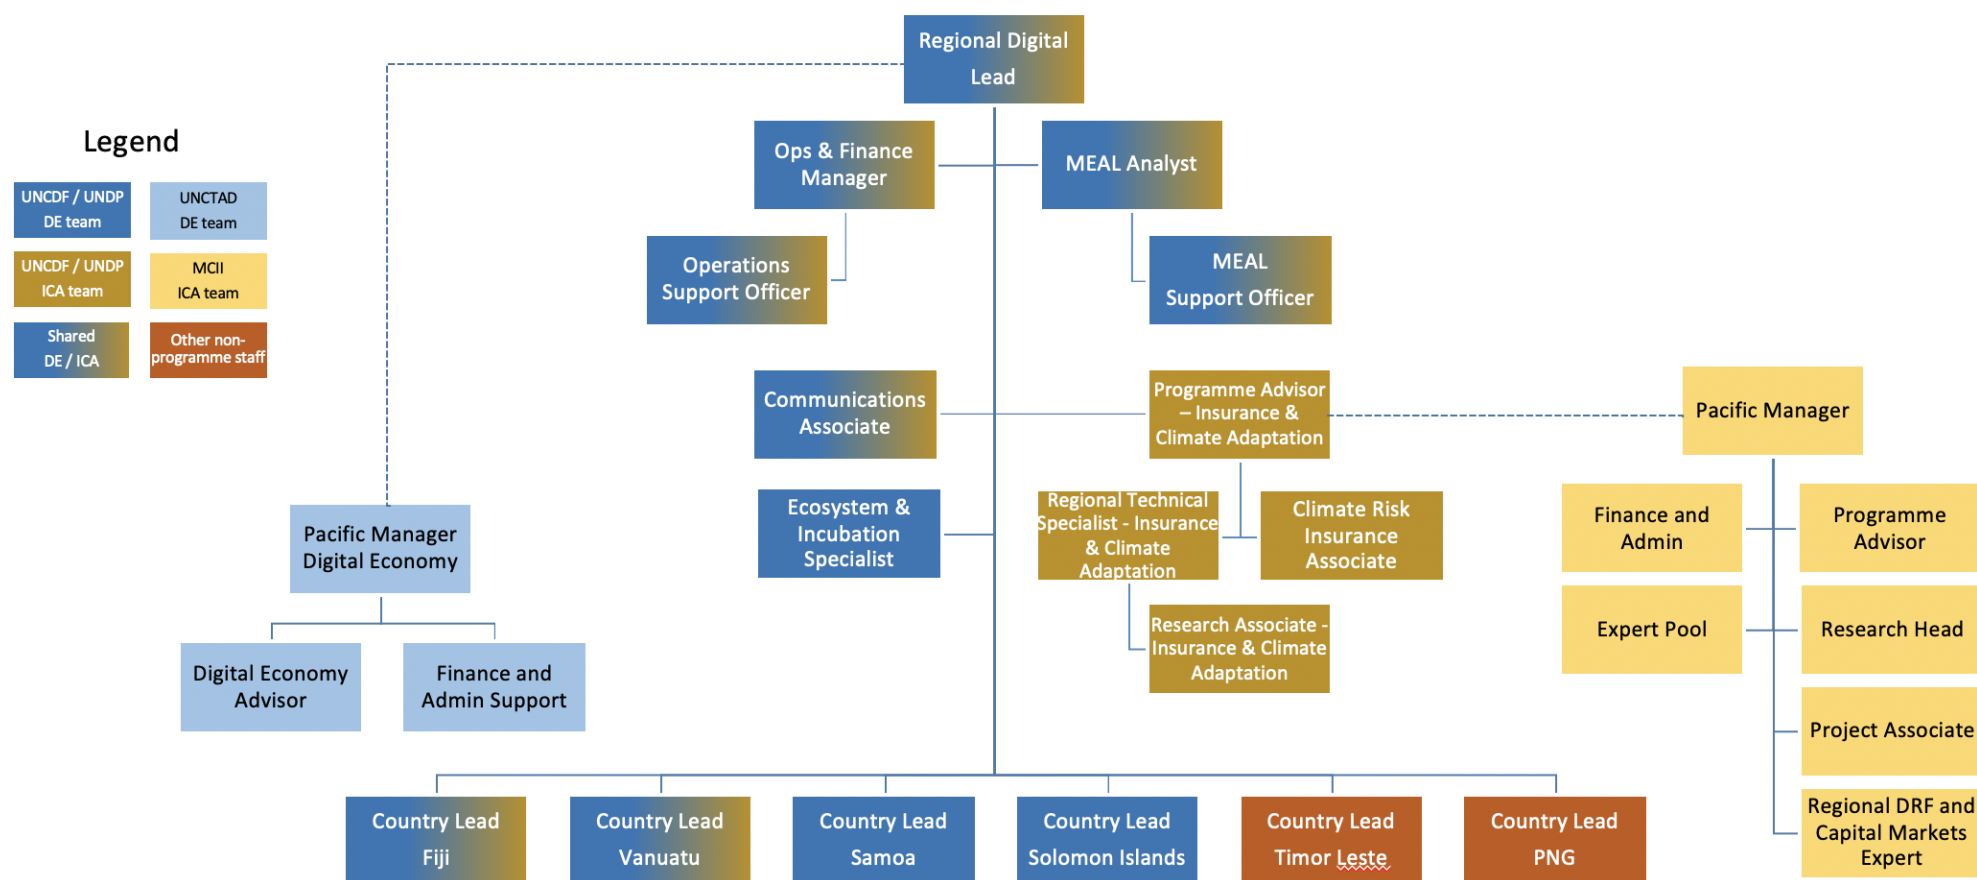 Regional Digital
Lead
Legend
UNCDF / UNDP
DE team
UNCTAD
DE team
UNCDF / UNDP
ICA team
MCII
ICA team
Shared
DE / ICA
Other non-
programme staff
Ops & Finance
Manager
MEAL Analyst
Operations
Support Officer
MEAL
Support Officer
Communications
Associate
Programme Advisor
– Insurance &
Climate Adaptation
Pacific Manager
Ecosystem &
Incubation
Specialist
Regional Technical
Specialist - Insurance
& Climate
Adaptation
Climate Risk
Insurance
Associate
Research Associate -
Insurance & Climate
Adaptation
Finance and
Admin
Programme
Advisor
Expert Pool
Research Head
Project Associate
Regional DRF and
Capital Markets
Expert
Pacific Manager
Digital Economy
Digital Economy
Advisor
Finance and
Admin Support
Country Lead
Fiji
Country Lead
Vanuatu
Country Lead
Samoa
Country Lead
Solomon Islands
Country Lead
Timor Leste
Country Lead
PNG